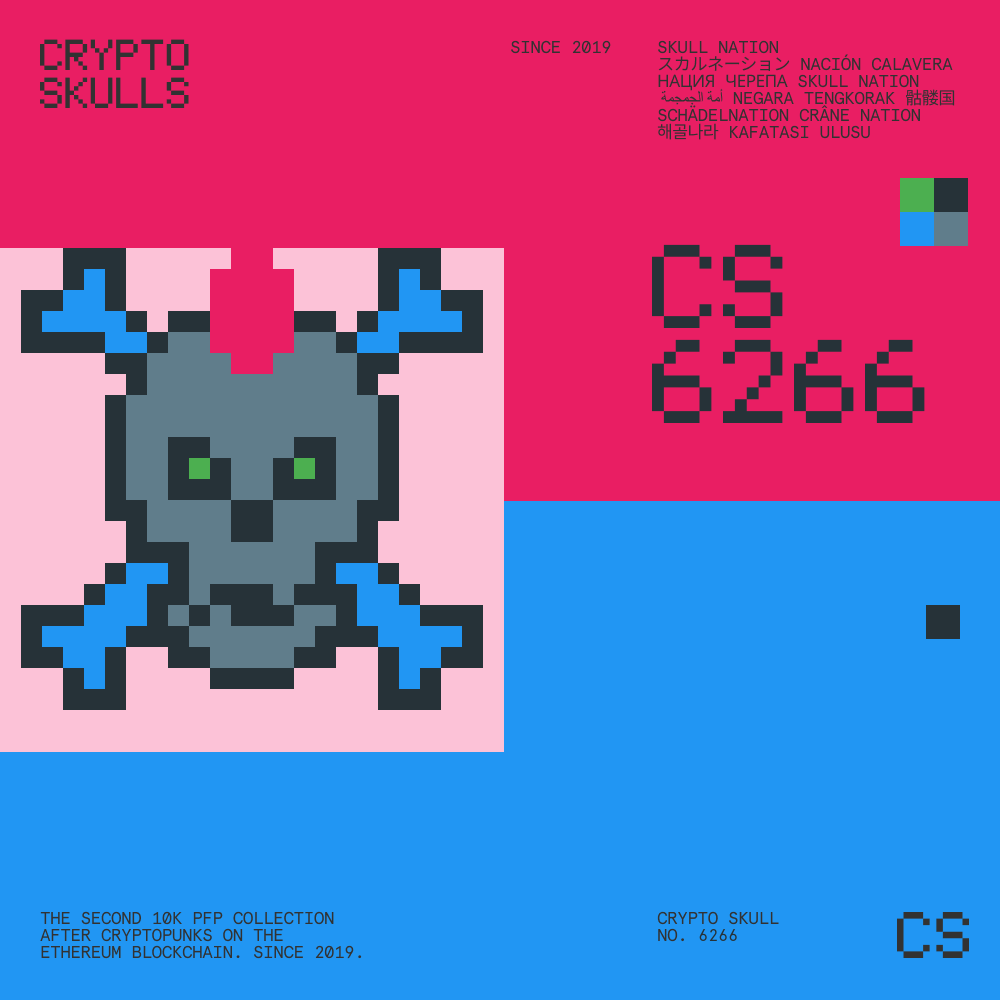 CRYPTO
SKULLS
SINCE 2019
SKULL NATION
スカルネーション NACIÓN CALAVERA
НАЦИЯ ЧЕРЕПА SKULL NATION
أمة الجمجمة NEGARA TENGKORAK 骷髅国
SCHÄDELNATION CRÂNE NATION
해골나라 KAFATASI ULUSU
CS
6266
THE SECOND 10K PFP COLLECTION
AFTER CRYPTOPUNKS ON THE
ETHEREUM BLOCKCHAIN. SINCE 2019.
CRYPTO SKULL
NO. 6266
CS